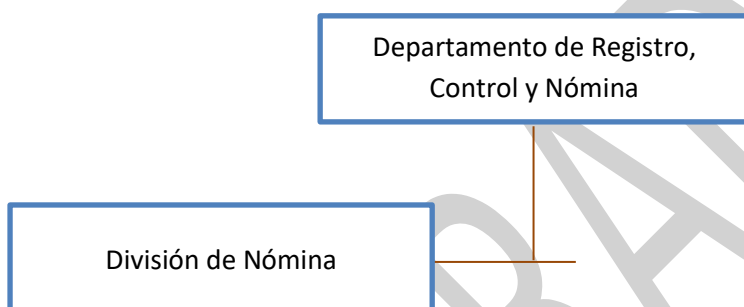 Departamento de Registro,
Control y Nómina
División de Nómina